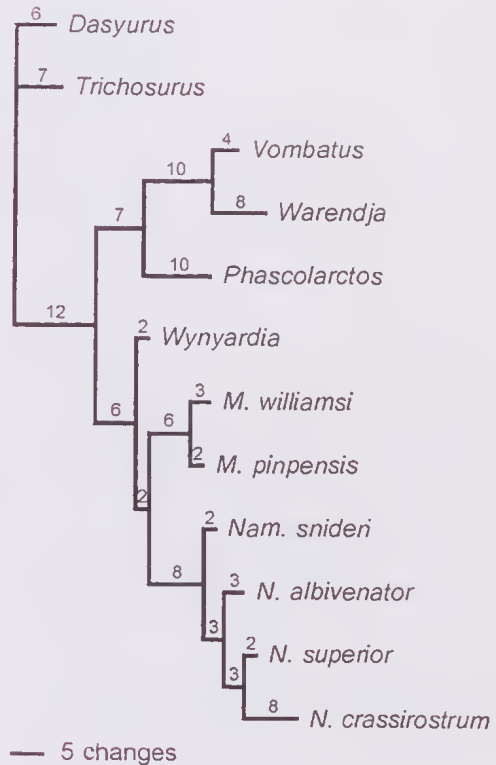 6
Dasyurus
7
Trichosurus
4
Vombatus
10
8
Warendja
7
10
Phascolarctos
12
2
Wynyardia
3
M. williamsi
6
6
2
M. pinpensis
2
2
Nam. snideri
8
3
N. albivenator
3
2
N. superior
3
8
N. crassirostrum
5 changes